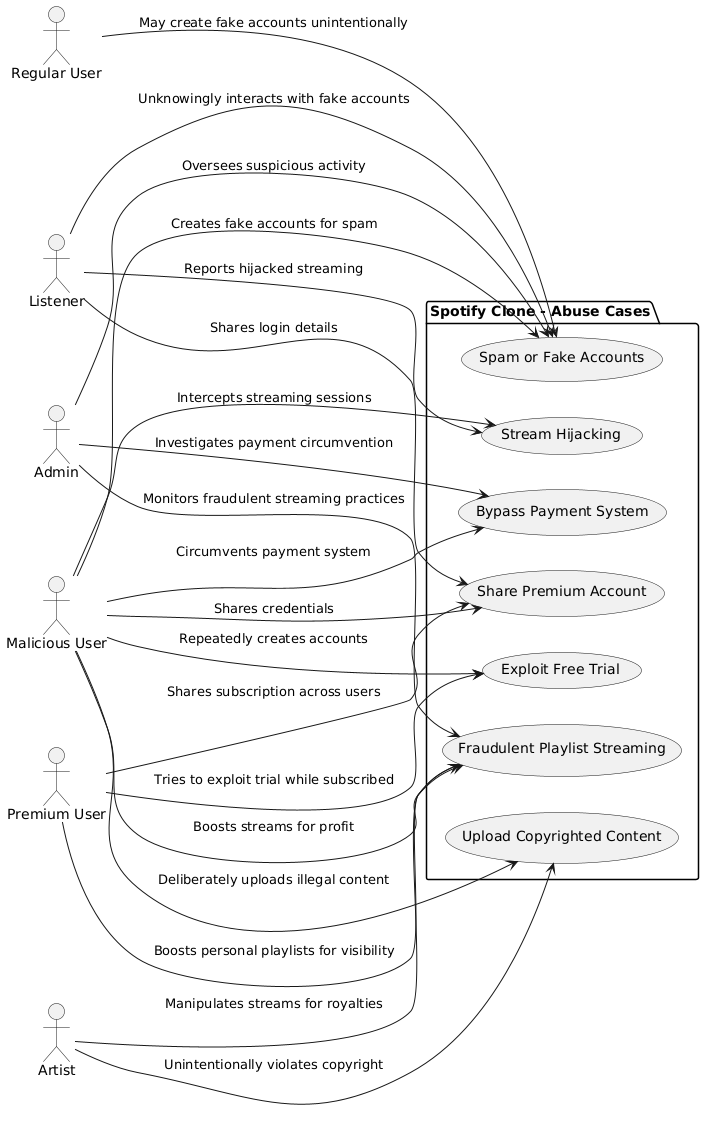 May create fake accounts unintentionally
Regular User
Unknowingly interacts with fake accounts
Oversees suspicious activity
Creates fake accounts for spam
Reports hijacked streaming
Listener
Spotify Clone - Abuse Cases
Shares login details
Spam or Fake Accounts
Intercepts streaming sessions
Stream Hijacking
Investigates payment circumvention
Admin
Monitors fraudulent streaming practices
Bypass Payment System
Circumvents payment system
Share Premium Account
Shares credentials
Malicious User
Repeatedly creates accounts
Exploit Free Trial
Shares subscription across users
Fraudulent Playlist Streaming
Tries to exploit trial while subscribed
Premium User
Boosts streams for profit
Upload Copyrighted Content
Deliberately uploads illegal content
Boosts personal playlists for visibility
Manipulates streams for royalties
Unintentionally violates copyright
Artist